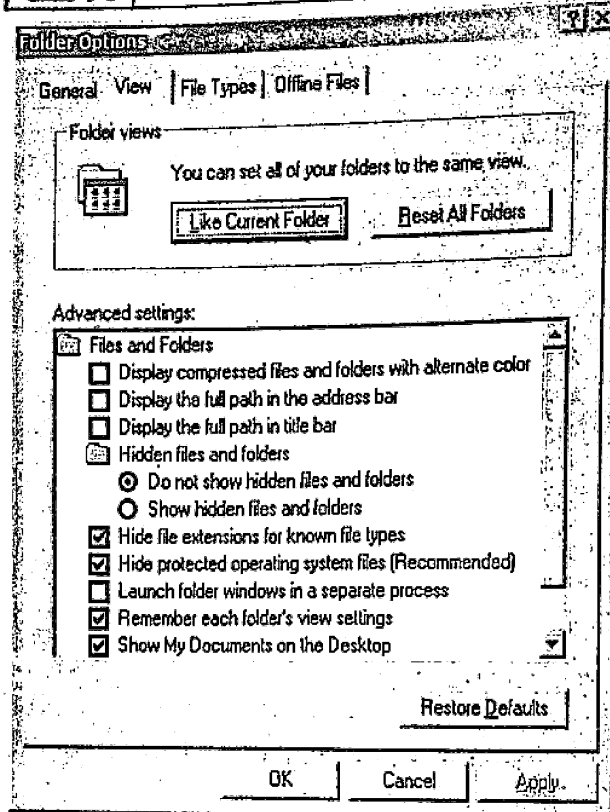 Folder Options
General View File Types Offline Files
Folder views
You can set all of your folders to the same view.
Like Current Folder Reset All Folders
Advanced settings:
Files and Folders
Display compressed files and folders with alternate color
Display the full path in the address bar
Display the full path in title bar
Hidden files and folders
Do not show hidden files and folders
Show hidden files and folders
Hide file extensions for known file types
Hide protected operating system files (Recommended)
Launch folder windows in a separate process
Remember each folder's view settings
Show My Documents on the Desktop
Restore Defaults
OK Cancel Apply